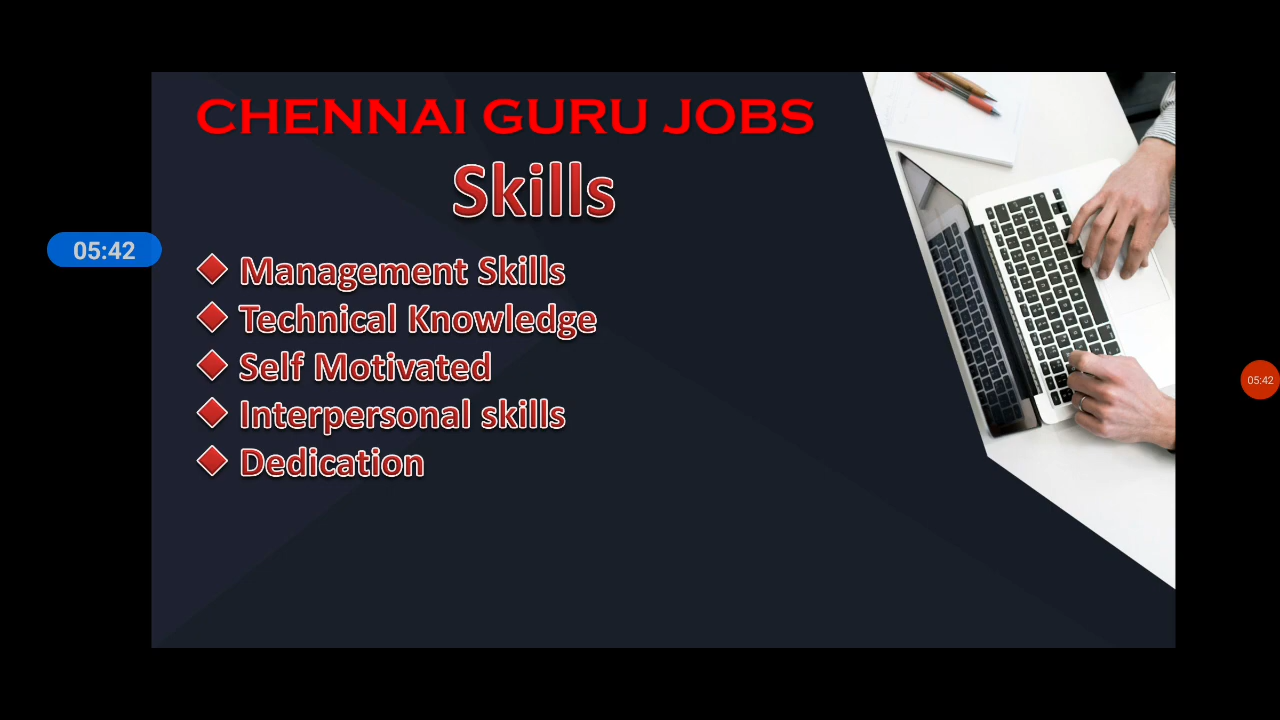 CHENNAI GURU JOBS
Skills
05:42
Management Skills
Technical Knowledge
Self Motivated
Interpersonal skills
Dedication
05:42